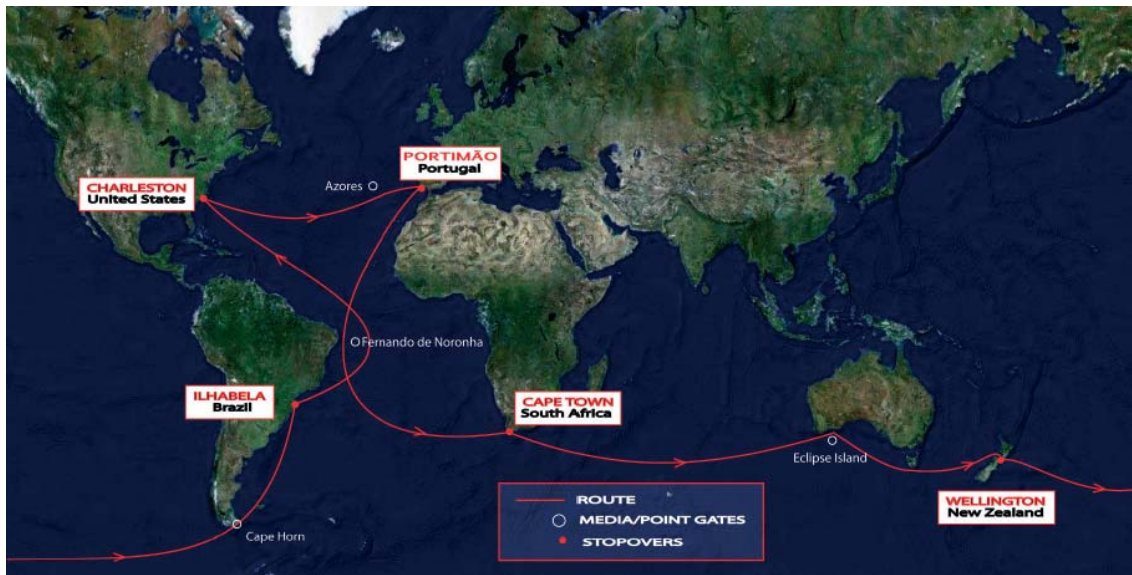 PORTIMÃO
Portugal
Azores
CHARLESTON
United States
Fernando de Noronha
ILHABELA
Brazil
CAPE TOWN
South Africa
Eclipse Island
WELLINGTON
New Zealand
Cape Horn
ROUTE
MEDIA/POINT GATES
STOPOVERS